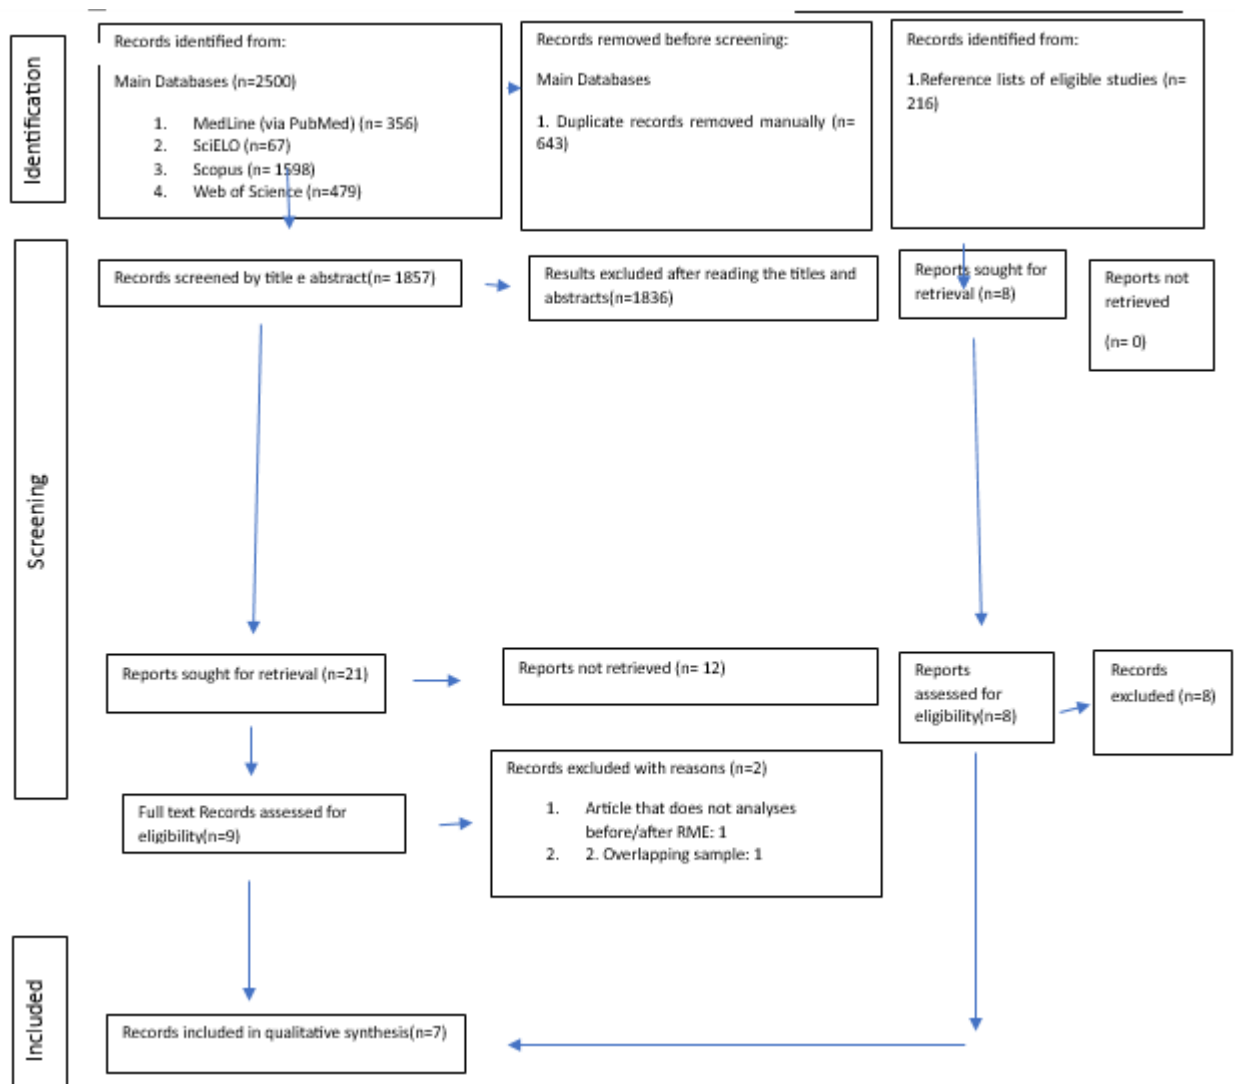 Identification
Records identified from:
Main Databases (n=2500)
1. MedLine (via PubMed) (n= 356)
2. SciELO (n=67)
3. Scopus (n= 1598)
4. Web of Science (n=479)
Records removed before screening:
Main Databases
1. Duplicate records removed manually (n=
643)
Records identified from:
1.Reference lists of eligible studies (n=
216)
Screening
Records screened by title e abstract(n= 1857)
Results excluded after reading the titles and
abstracts(n=1836)
Reports sought for
retrieval (n=8)
Reports not
retrieved
(n= 0)
Reports sought for retrieval (n=21)
Reports not retrieved (n= 12)
Reports
assessed for
eligibility(n=8)
Records
excluded (n=8)
Full text Records assessed for
eligibility(n=9)
Records excluded with reasons (n=2)
1. Article that does not analyses
before/after RME: 1
2. 2. Overlapping sample: 1
Included
Records included in qualitative synthesis(n=7)